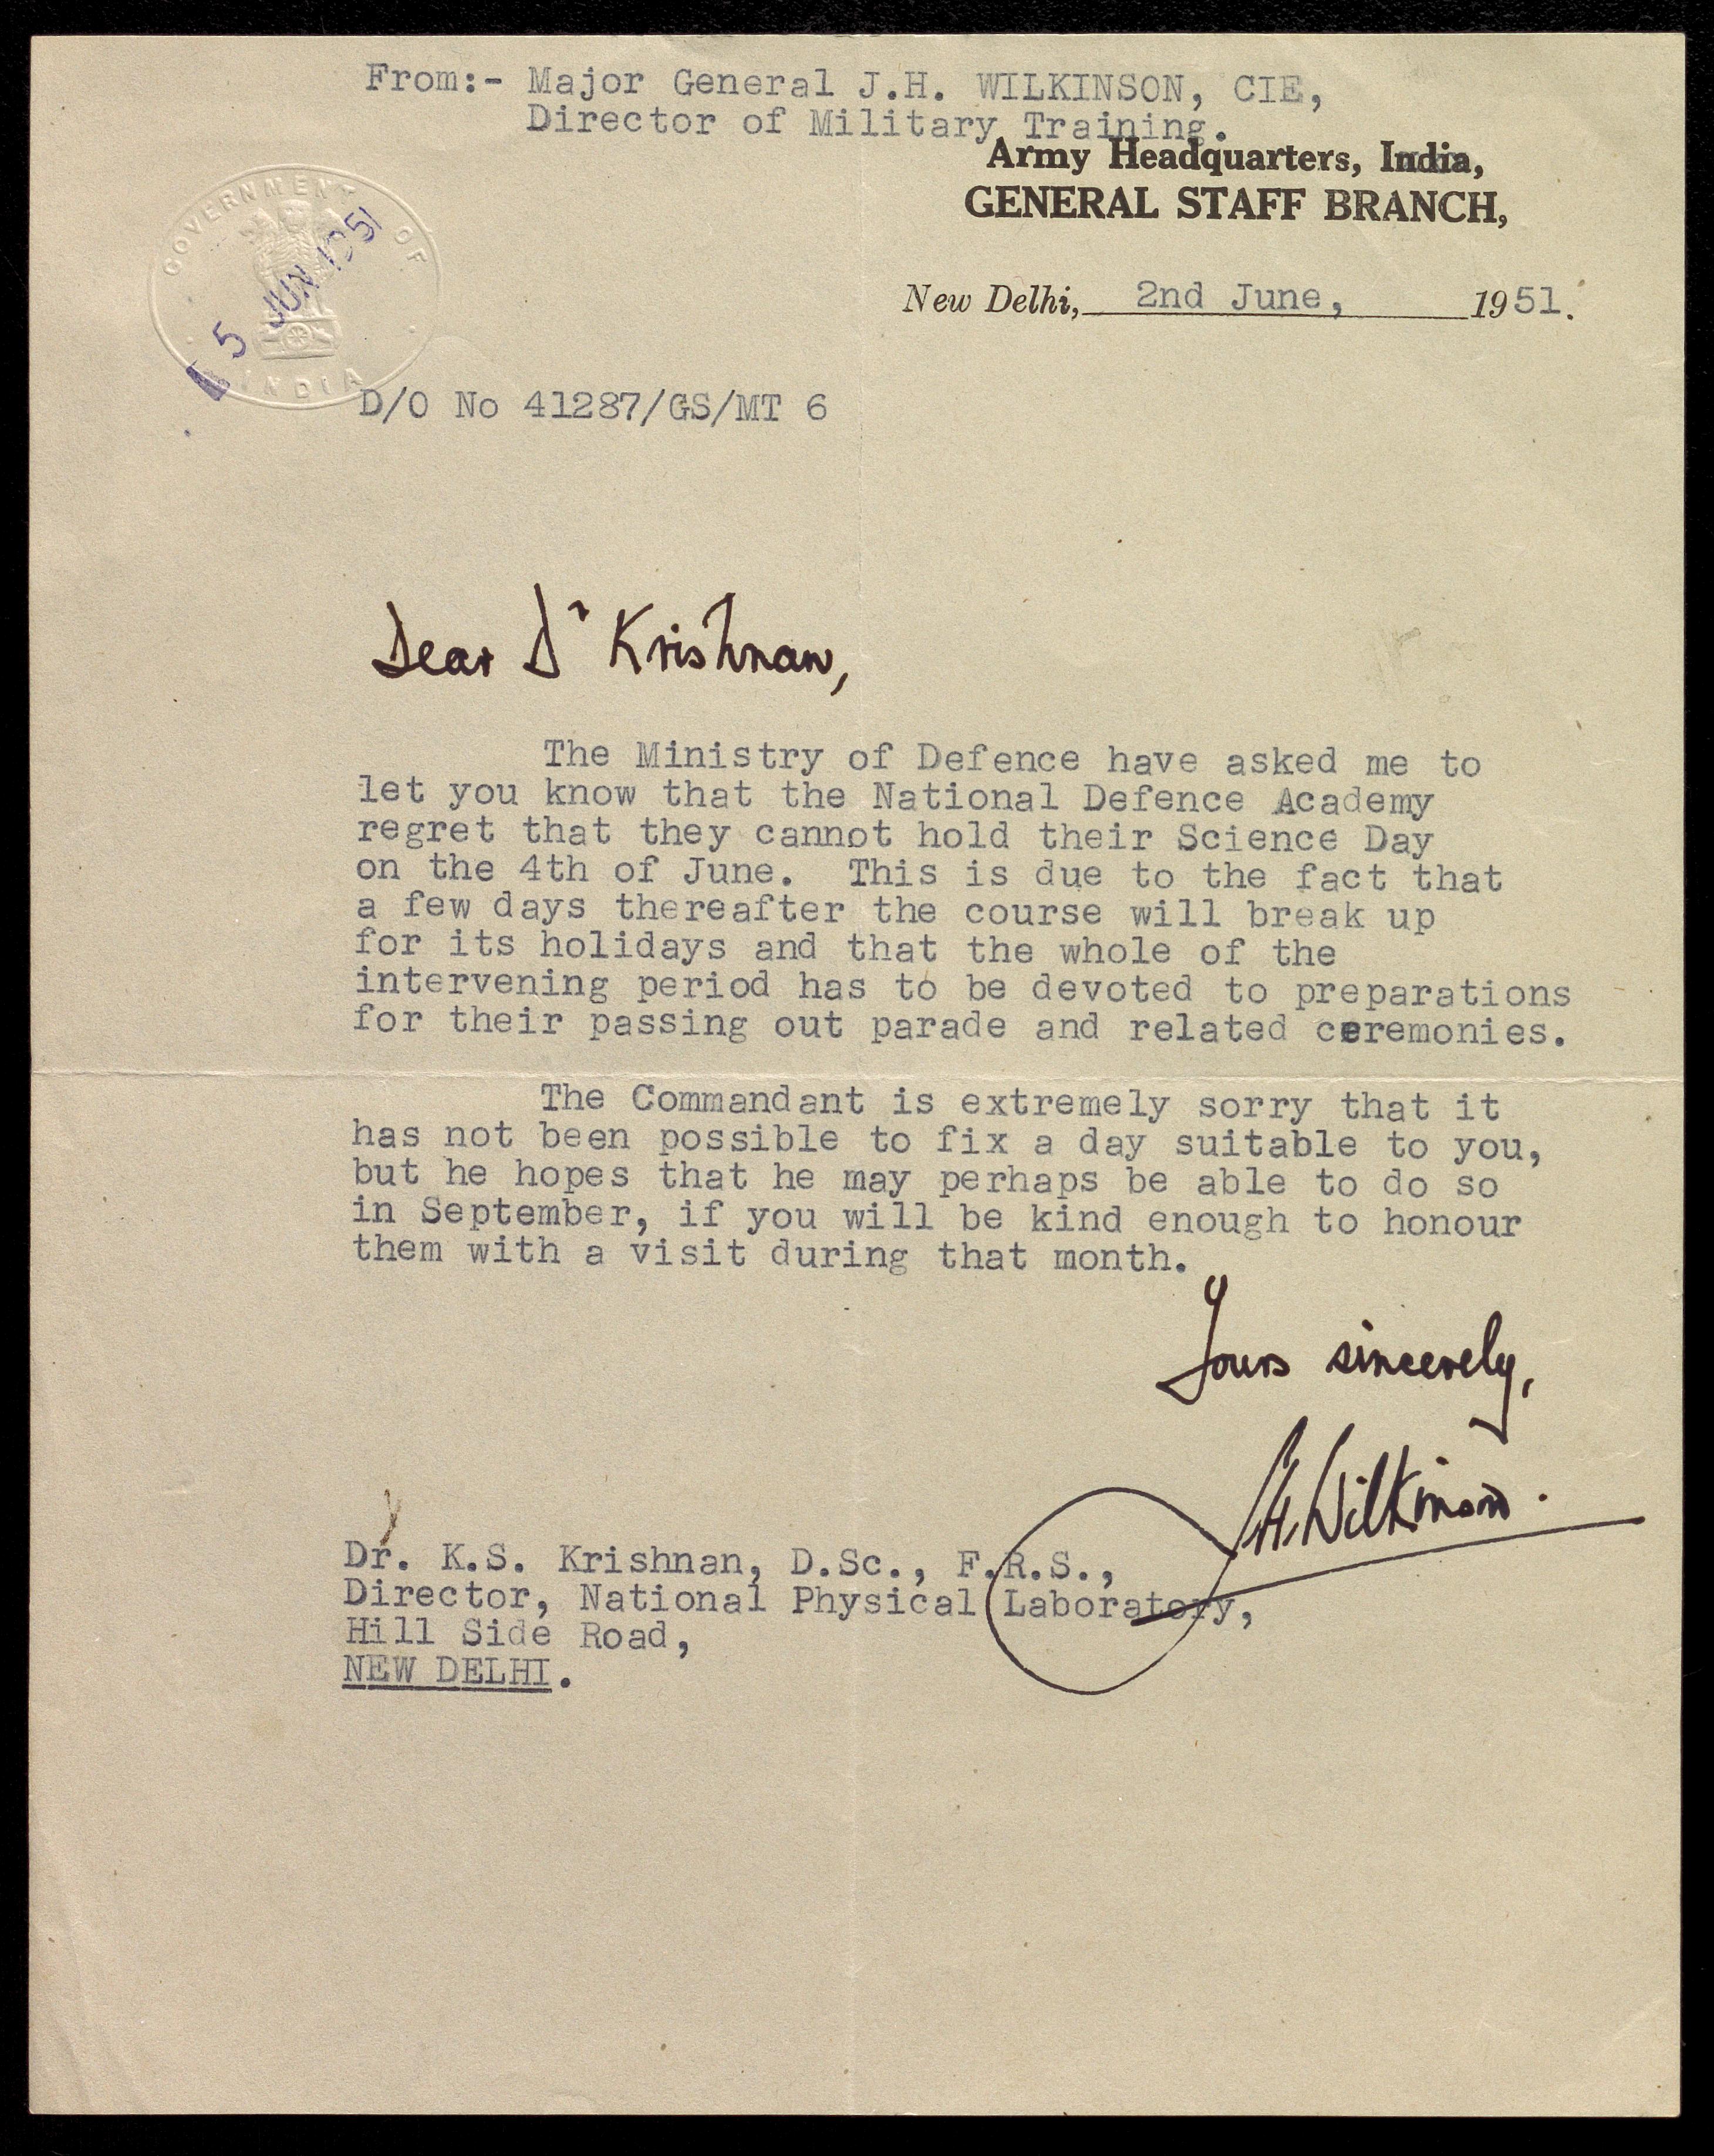 From:- Major General J.H. WILKINSON, CIE,
Director of Military Training.
Army Headquarters, India,
GENERAL STAFF BRANCH,
GOVERNMENT OF
INDIA
5 JUN 1951
New Delhi, 2nd June, 1951.
D/O No 41287/GS/MT 6
Dear Dr Krishnan,
The Ministry of Defence have asked me to
let you know that the National Defence Academy
regret that they cannot hold their Science Day
on the 4th of June. This is due to the fact that
a few days thereafter the course will break up
for its holidays and that the whole of the
intervening period has to be devoted to preparations
for their passing out parade and related ceremonies.
The Commandant is extremely sorry that it
has not been possible to fix a day suitable to you,
but he hopes that he may perhaps be able to do so
in September, if you will be kind enough to honour
them with a visit during that month.
Yours sincerely,
JH. Wilkinson.
Dr. K.S. Krishnan, D.Sc., F.R.S.,
Director, National Physical Laboratory,
Hill Side Road,
NEW DELHI.